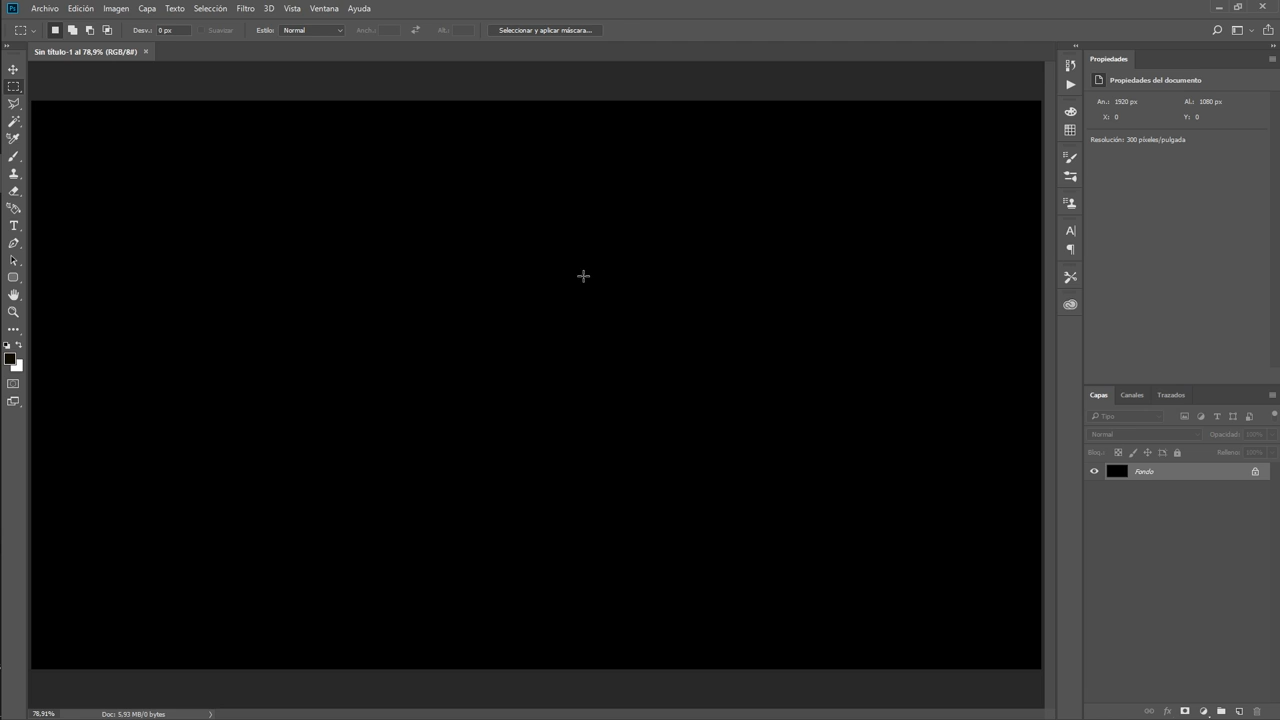 Ps Archivo Edición Imagen Capa Texto Selección Filtro 3D Vista Ventana Ayuda
Desv.: 0 px Suavizar Estilo: Normal Anch.: Alt.: Seleccionar y aplicar máscara...
Sin título-1 al 78,9% (RGB/8#) ×
Propiedades
Propiedades del documento
An.: 1920 px Al.: 1080 px
X: 0 Y: 0
Resolución: 300 píxeles/pulgada
Capas Canales Trazados
Tipo
Normal Opacidad: 100%
Bloq.: Relleno: 100%
Fondo
78,91% Doc: 5,93 MB/0 bytes